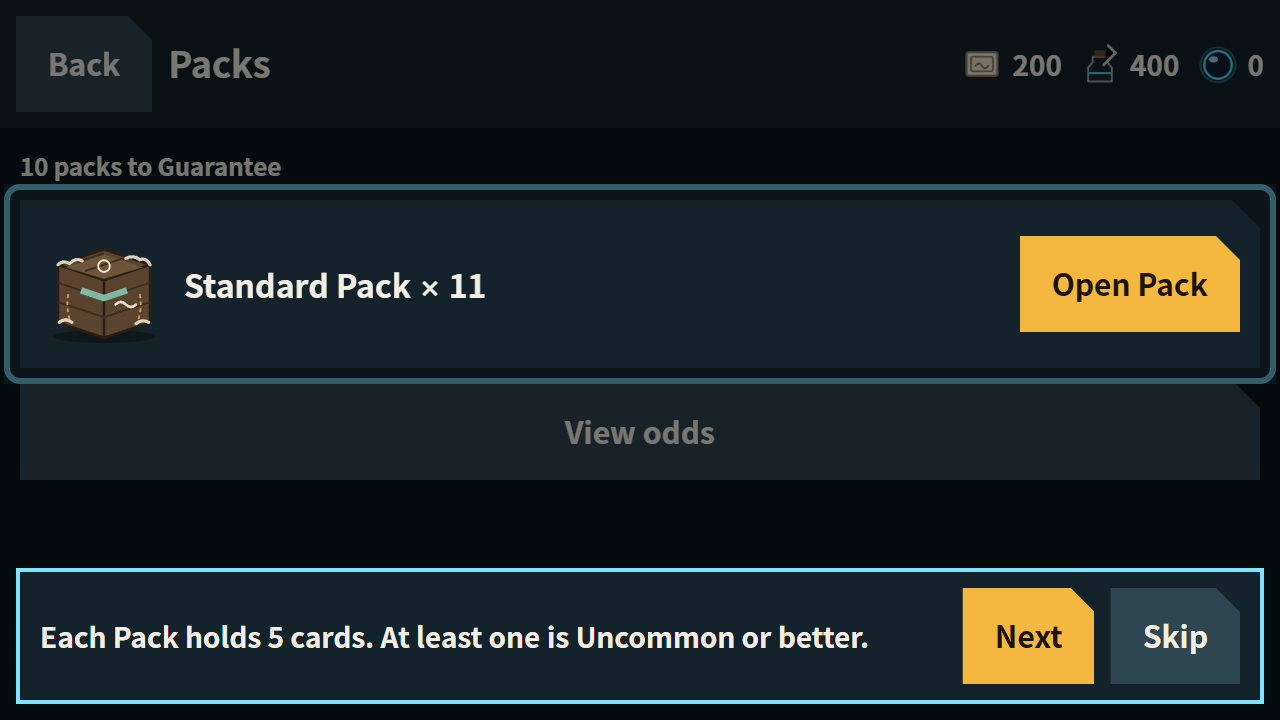 Back
Packs
200
400
0
10 packs to Guarantee
Standard Pack × 11
Open Pack
View odds
Each Pack holds 5 cards. At least one is Uncommon or better.
Next
Skip